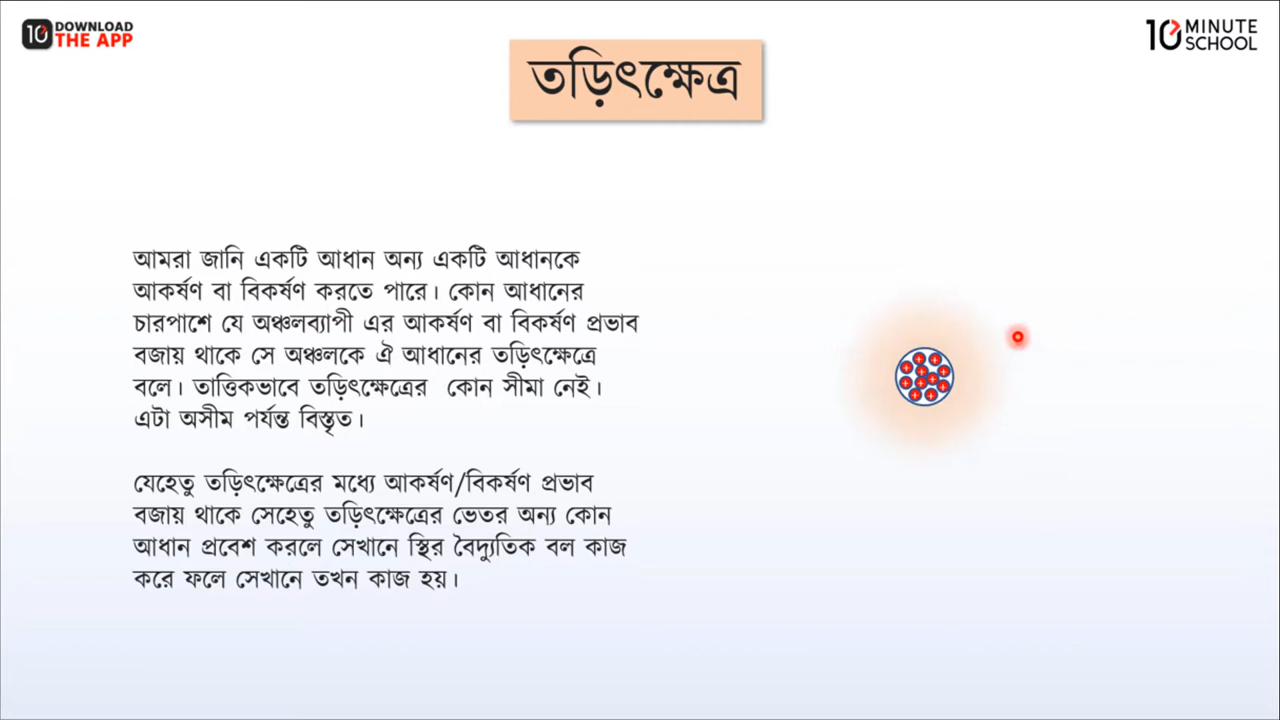 10 DOWNLOAD
THE APP
10 MINUTE
SCHOOL
তড়িৎক্ষেত্র
আমরা জানি একটি আধান অন্য একটি আধানকে
আকর্ষণ বা বিকর্ষণ করতে পারে। কোন আধানের
চারপাশে যে অঞ্চলব্যাপী এর আকর্ষণ বা বিকর্ষণ প্রভাব
বজায় থাকে সে অঞ্চলকে ঐ আধানের তড়িৎক্ষেত্রে
বলে। তাত্তিকভাবে তড়িৎক্ষেত্রের কোন সীমা নেই।
এটা অসীম পর্যন্ত বিস্তৃত।
যেহেতু তড়িৎক্ষেত্রের মধ্যে আকর্ষণ/বিকর্ষণ প্রভাব
বজায় থাকে সেহেতু তড়িৎক্ষেত্রের ভেতর অন্য কোন
আধান প্রবেশ করলে সেখানে স্থির বৈদ্যুতিক বল কাজ
করে ফলে সেখানে তখন কাজ হয়।